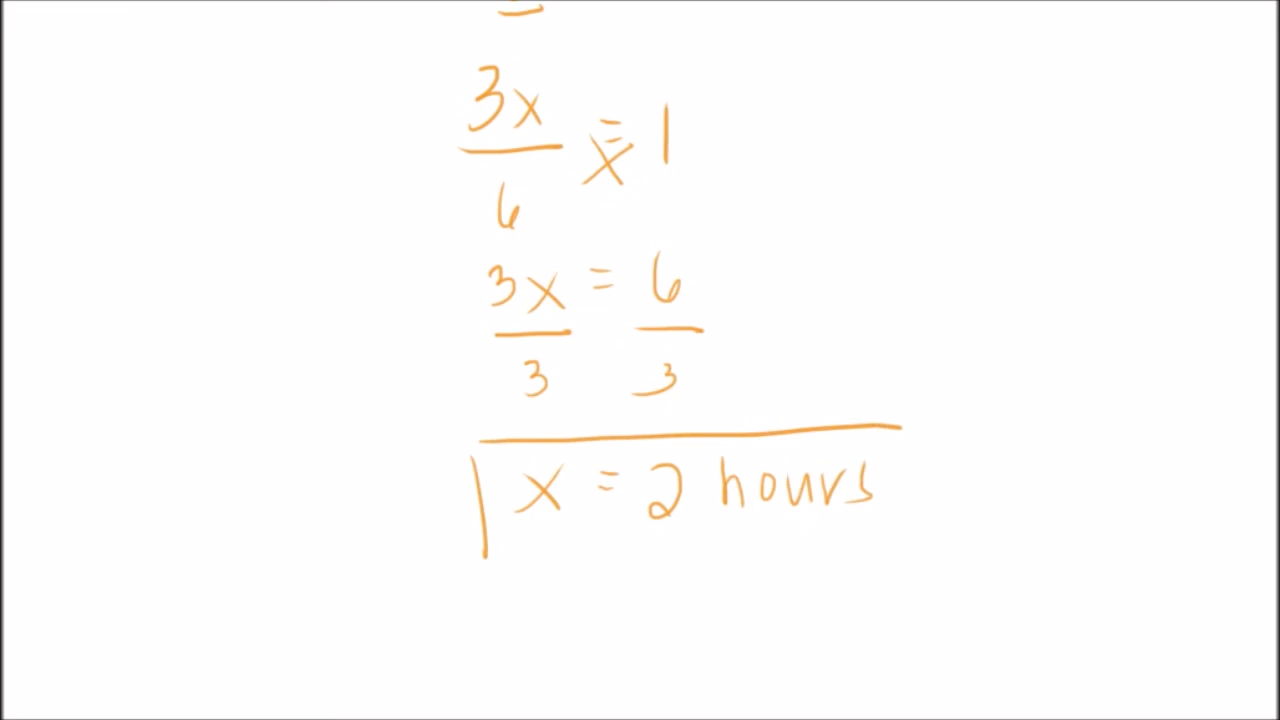 3x/6 = 1
3x/3 = 6/3
x = 2 hours